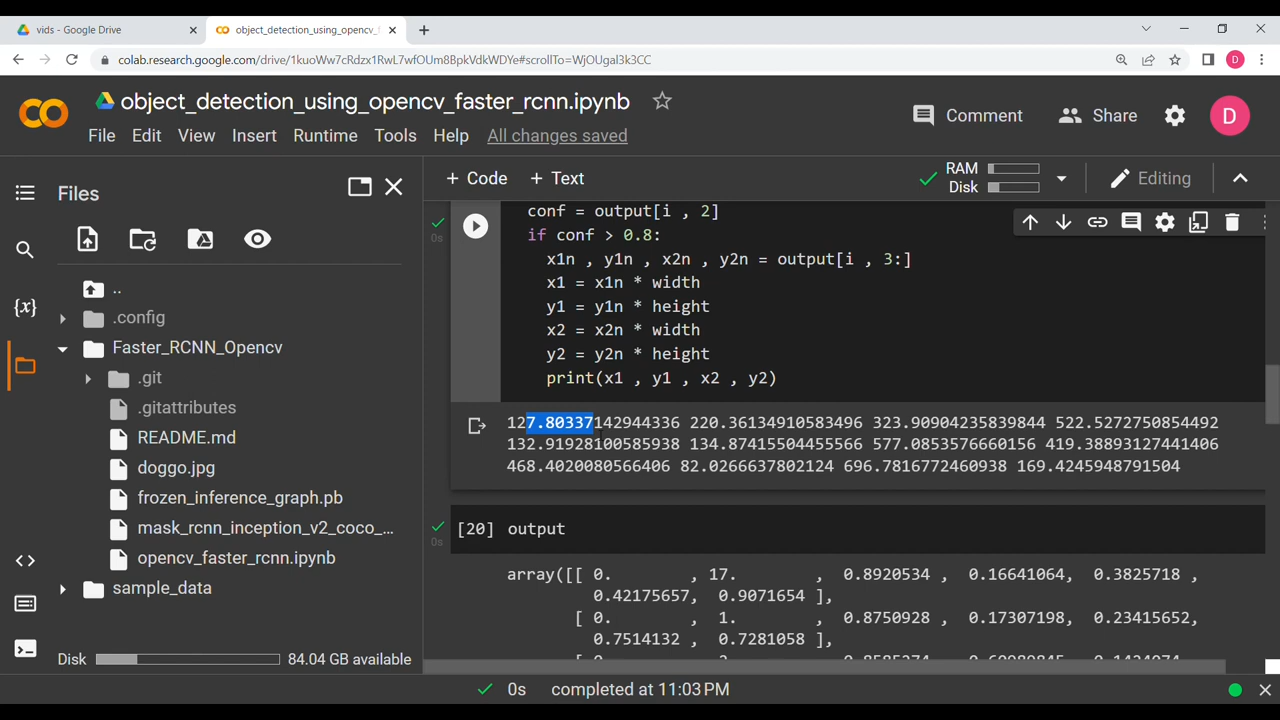 vids - Google Drive
object_detection_using_opencv_f
colab.research.google.com/drive/1kuoWw7cRdzx1RwL7wfOUm8BpkVdkWDTr#scrollTo=WjOUgal3k3CC
D
object_detection_using_opencv_faster_rcnn.ipynb
File Edit View Insert Runtime Tools Help All changes saved
Comment
Share
D
Files
+ Code + Text
RAM
Disk
Editing
..
.config
Faster_RCNN_Opencv
.git
.gitattributes
README.md
doggo.jpg
frozen_inference_graph.pb
mask_rcnn_inception_v2_coco_...
opencv_faster_rcnn.ipynb
sample_data
Disk 84.04 GB available
0s
conf = output[i , 2]
if conf > 0.8:
x1n , y1n , x2n , y2n = output[i , 3:]
x1 = x1n * width
y1 = y1n * height
x2 = x2n * width
y2 = y2n * height
print(x1 , y1 , x2 , y2)
127.80337142944336 220.36134910583496 323.90904235839844 522.5272750854492
132.91928100585938 134.87415504455566 577.0853576660156 419.38893127441406
468.4020080566406 82.0266637802124 696.7816772460938 169.4245948791504
0s
[20] output
array([[ 0. , 17. , 0.8920534 , 0.16641064, 0.3825718 ,
0.42175657, 0.9071654 ],
[ 0. , 1. , 0.8750928 , 0.17307198, 0.23415652,
0.7514132 , 0.7281058 ],
0s completed at 11:03 PM